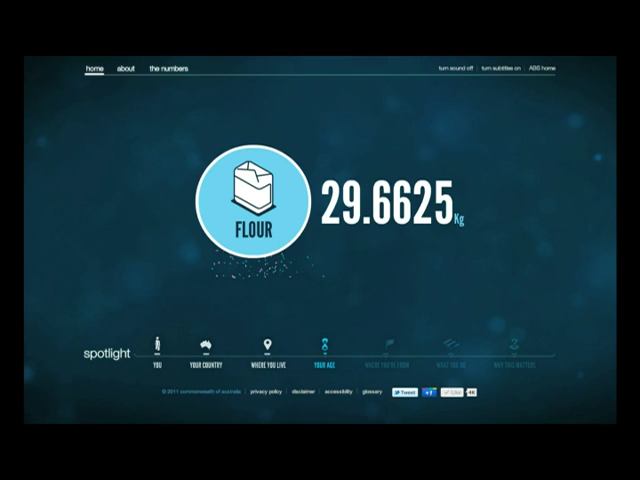 home about the numbers
turn sound off turn subtitles on ABS home
FLOUR
29.6625 Kg
spotlight
YOU YOUR COUNTRY WHERE YOU LIVE YOUR AGE WHERE YOU'RE FROM WHAT YOU DO WHY THIS MATTERS
© 2011 commonwealth of australia privacy policy disclaimer accessibility glossary Tweet +1 4K